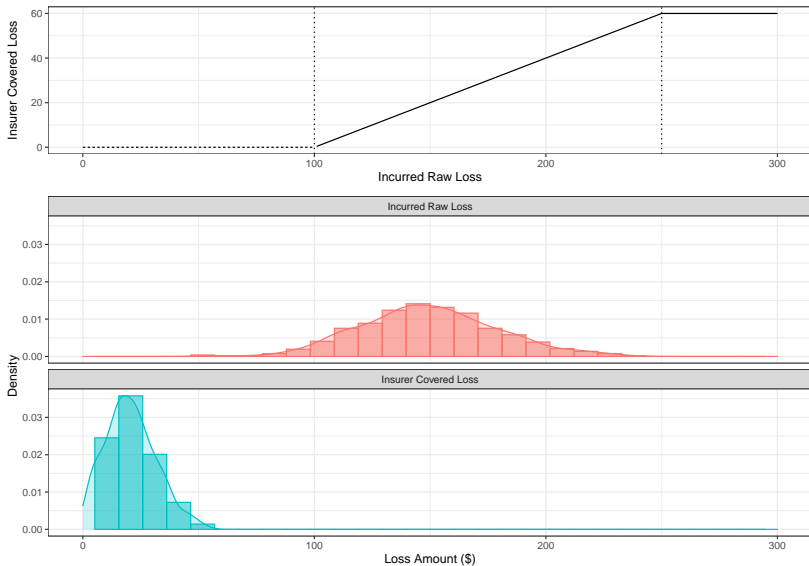 Insurer Covered Loss
60
40
20
0
0 100 200 300
Incurred Raw Loss
Incurred Raw Loss
0.03
0.02
0.01
0.00
Density
Insurer Covered Loss
0.03
0.02
0.01
0.00
0 100 200 300
Loss Amount ($)